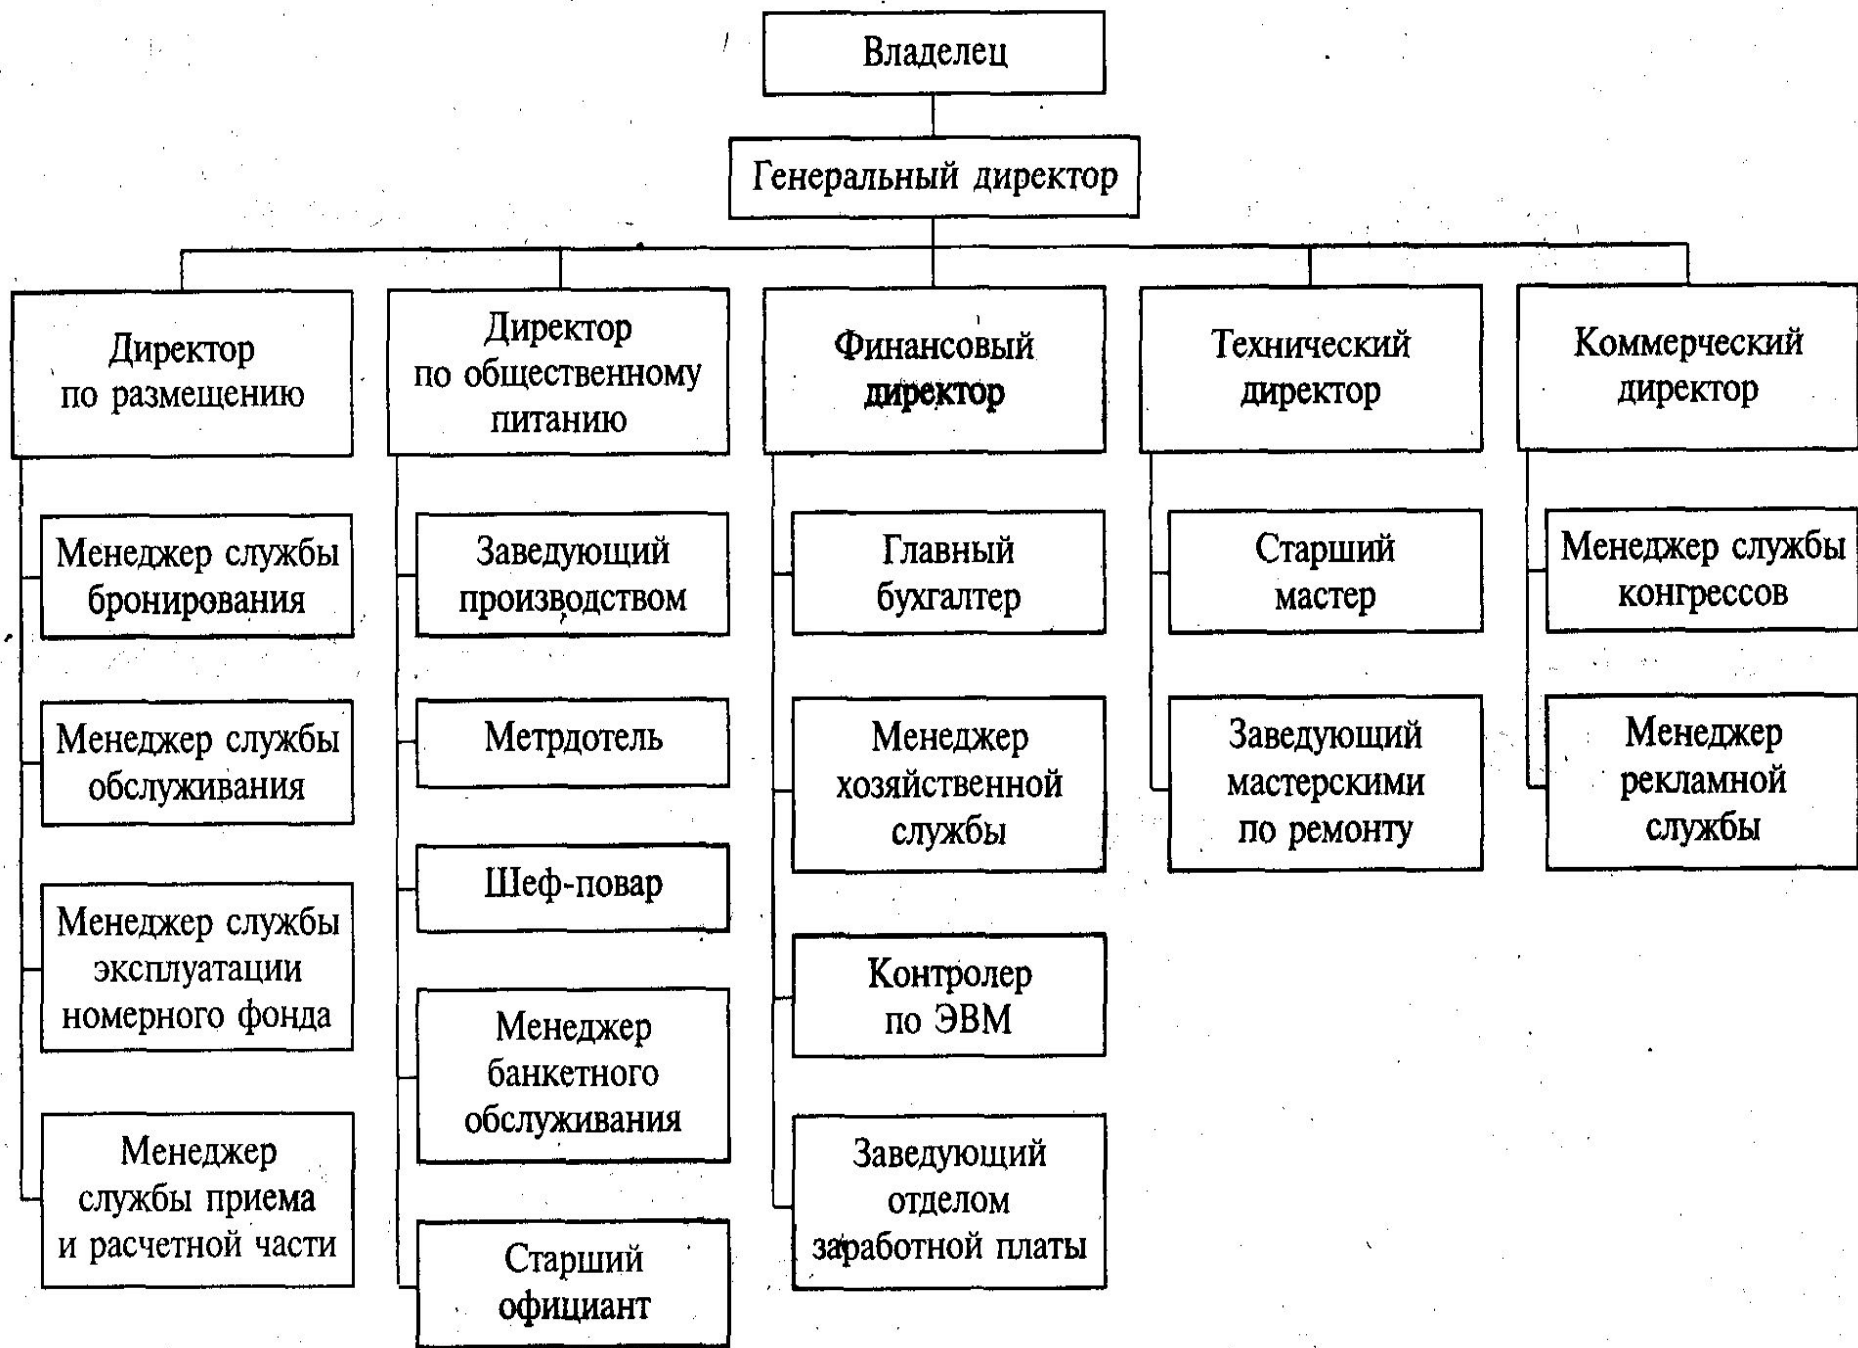 Владелец
Генеральный директор
Директор
по размещению
Директор
по общественному
питанию
Финансовый
директор
Технический
директор
Коммерческий
директор
Менеджер службы
бронирования
Менеджер службы
обслуживания
Менеджер службы
эксплуатации
номерного фонда
Менеджер
службы приема
и расчетной части
Заведующий
производством
Метрдотель
Шеф-повар
Менеджер
банкетного
обслуживания
Старший
официант
Главный
бухгалтер
Менеджер
хозяйственной
службы
Контролер
по ЭВМ
Заведующий
отделом
заработной платы
Старший
мастер
Заведующий
мастерскими
по ремонту
Менеджер службы
конгрессов
Менеджер
рекламной
службы